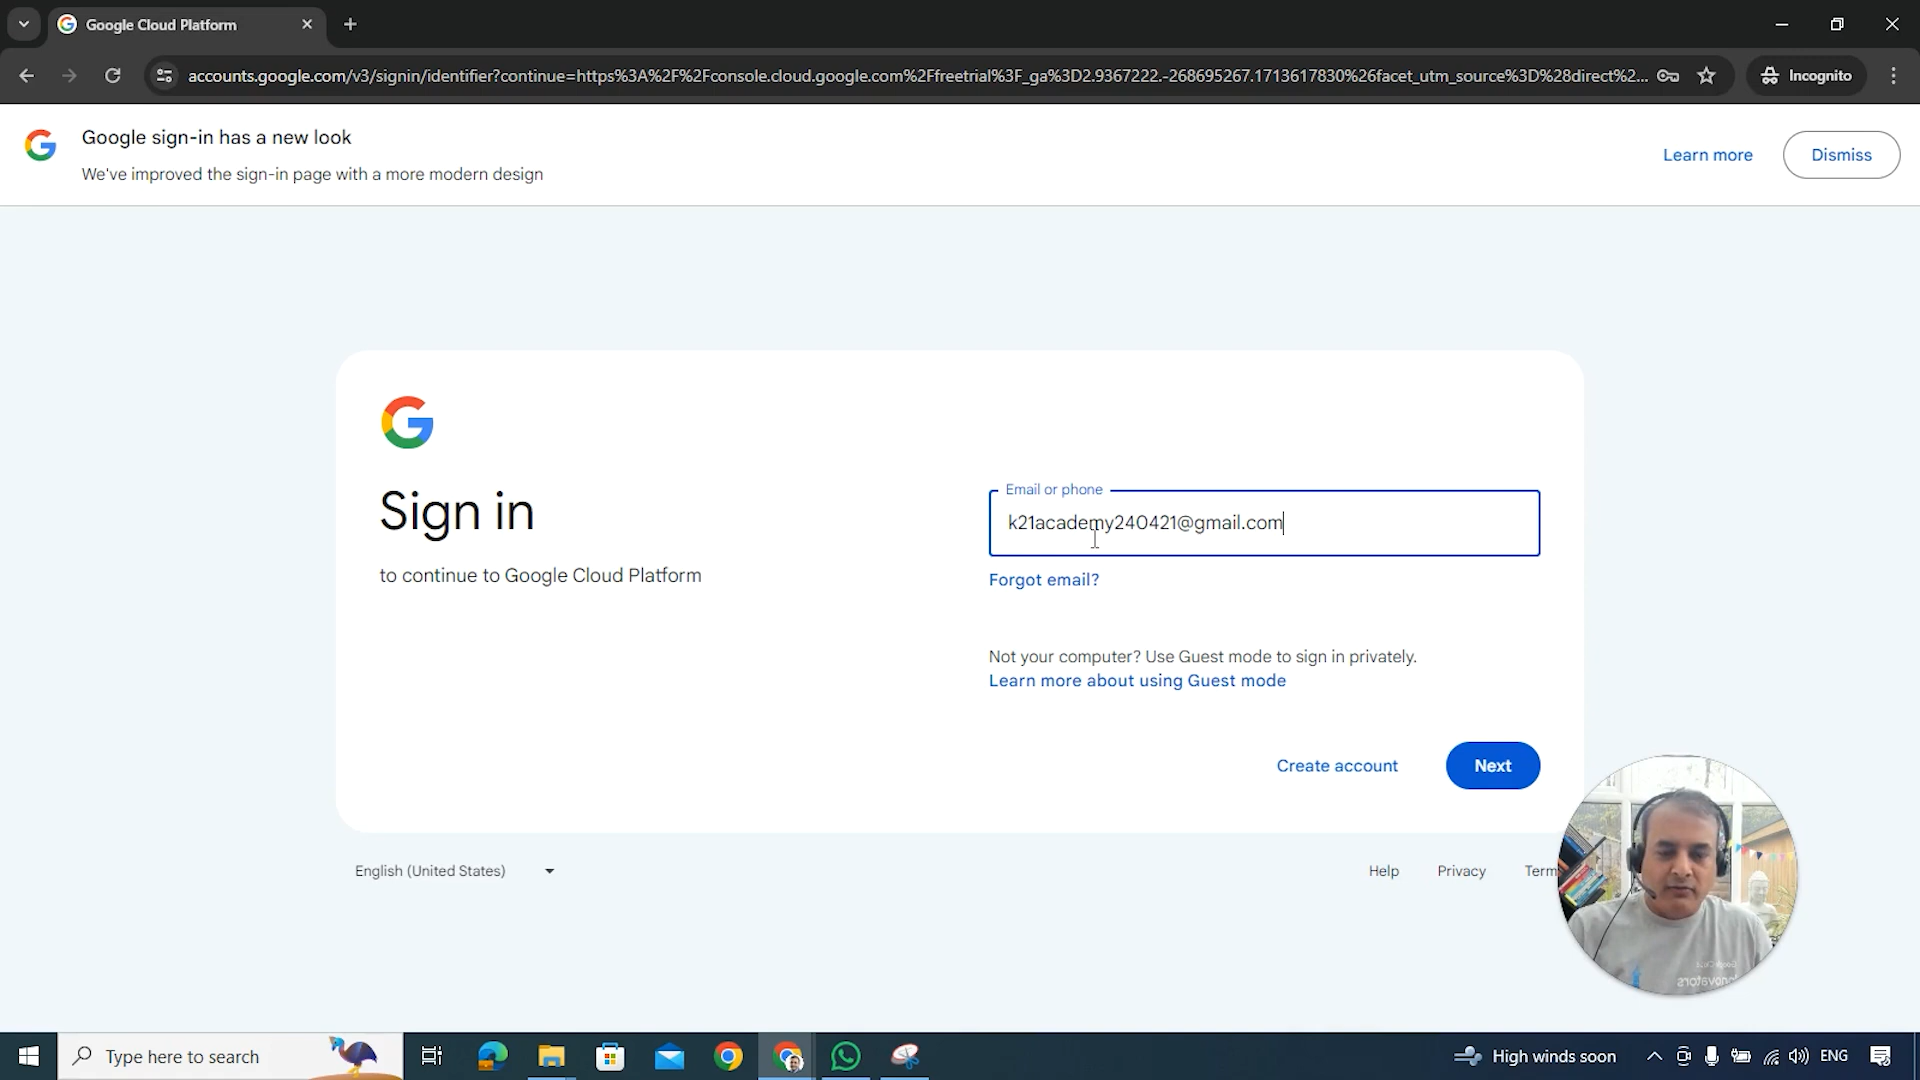 Google Cloud Platform
accounts.google.com/v3/signin/identifier?continue=https%3A%2F%2Fconsole.cloud.google.com%2Ffreetrial%3F_ga%3D2.9367222.-268695267.1713617830%26facet_utm_source%3D%28direct%2...
Incognito
Google sign-in has a new look
We've improved the sign-in page with a more modern design
Learn more
Dismiss
Sign in
to continue to Google Cloud Platform
Email or phone
k21academy240421@gmail.com
Forgot email?
Not your computer? Use Guest mode to sign in privately.
Learn more about using Guest mode
Create account
Next
English (United States)
Help
Privacy
Term
Type here to search
High winds soon
ENG